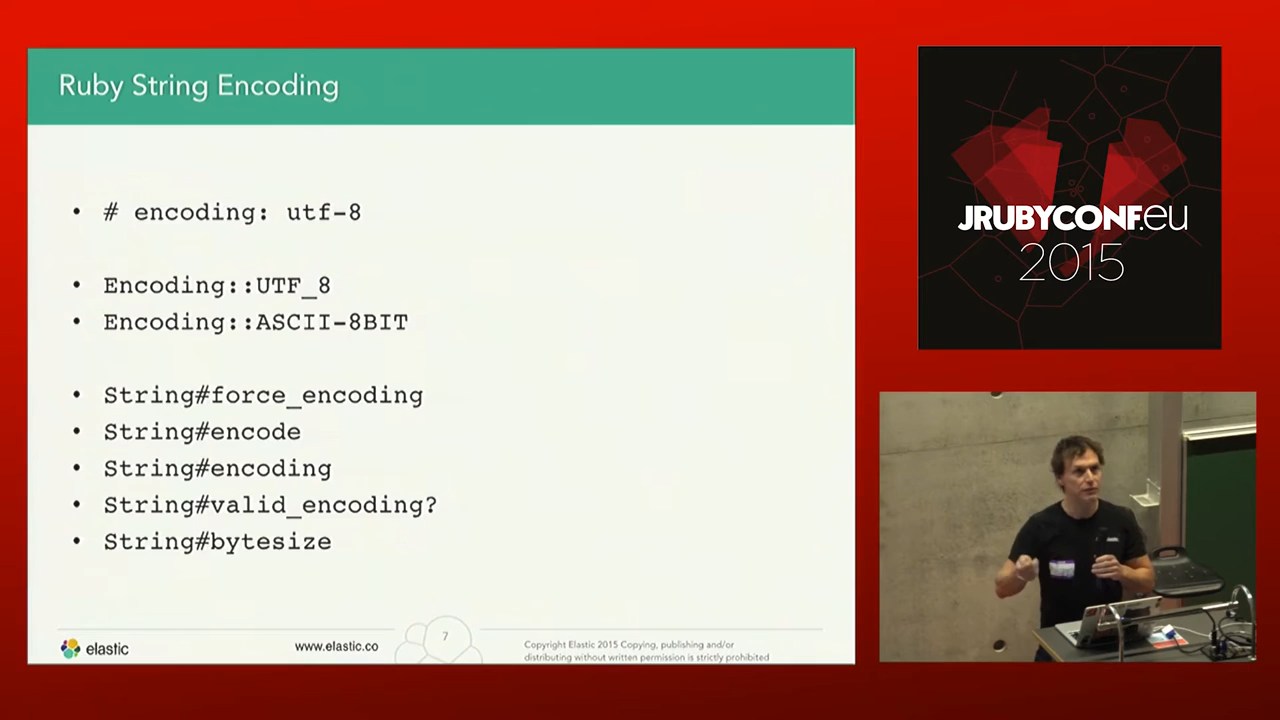 Ruby String Encoding
• # encoding: utf-8
• Encoding::UTF_8
• Encoding::ASCII-8BIT
• String#force_encoding
• String#encode
• String#encoding
• String#valid_encoding?
• String#bytesize
elastic
www.elastic.co
7
Copyright Elastic 2015 Copying, publishing and/or
distributing without written permission is strictly prohibited
JRUBYCONF.EU
2015